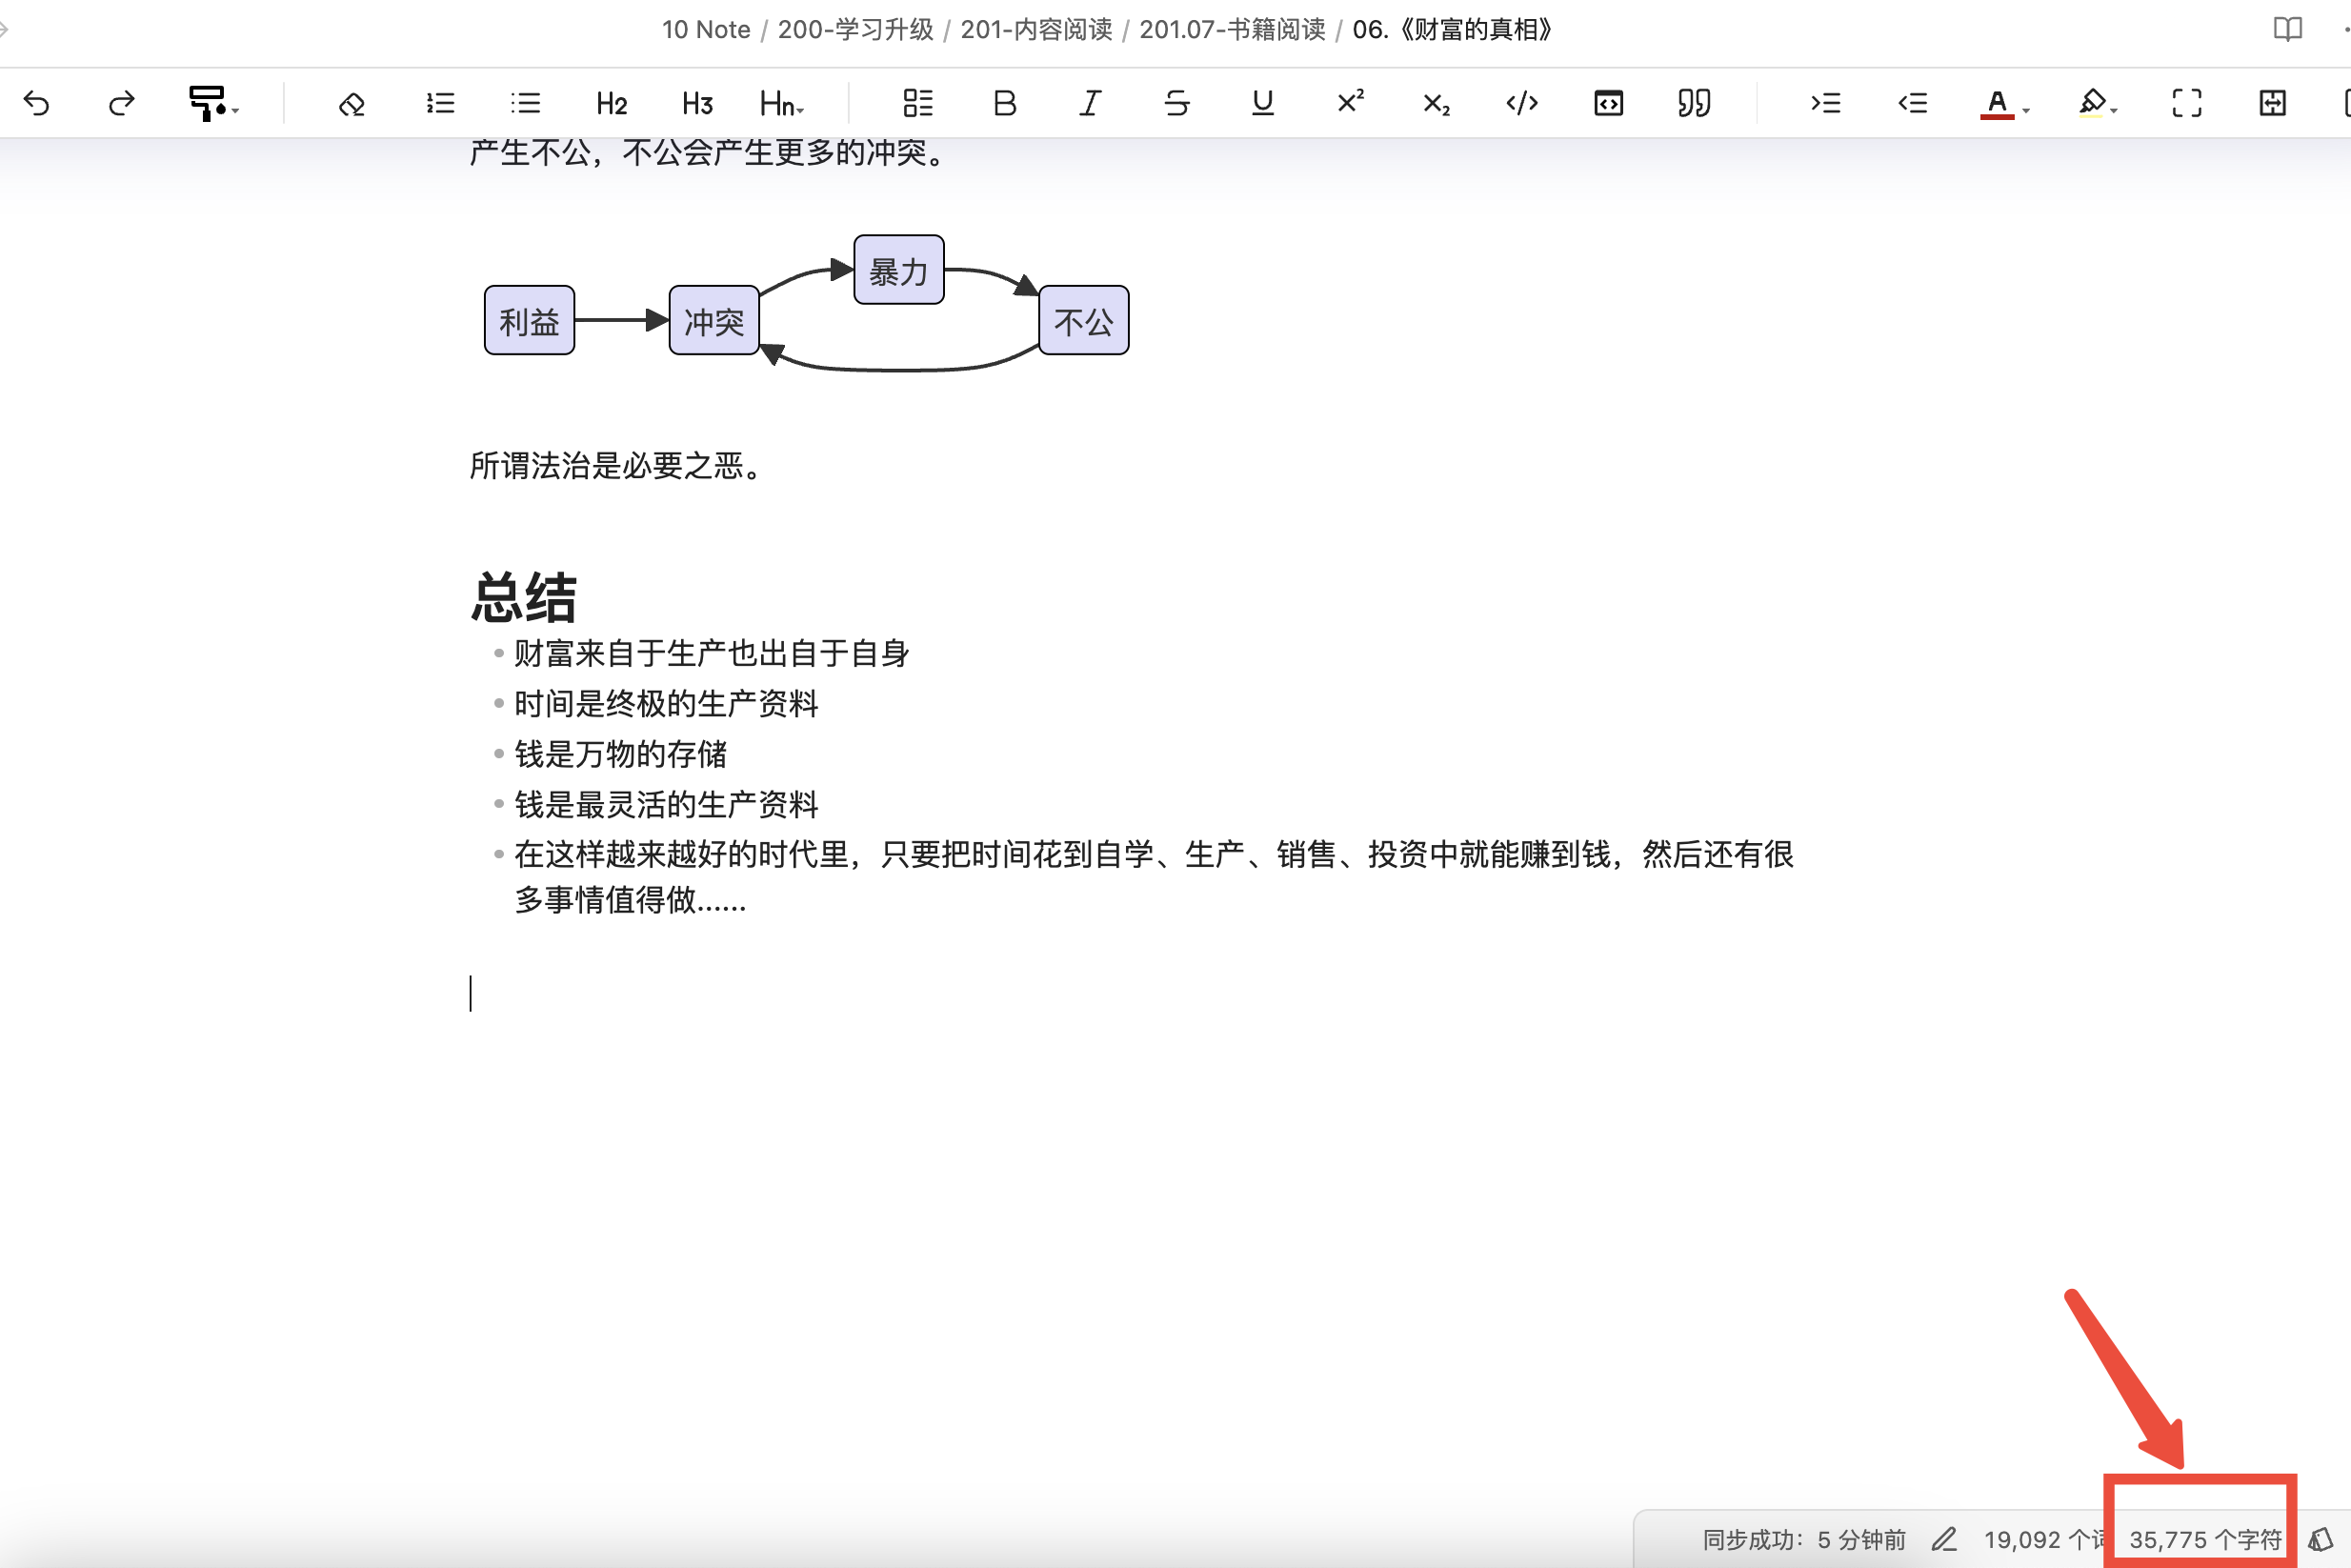 10 Note / 200-学习升级 / 201-内容阅读 / 201.07-书籍阅读 / 06.《财富的真相》
H2 H3 Hn B I S U X² X₂ </> A
产生不公，不公会产生更多的冲突。
暴力
利益 冲突 不公
所谓法治是必要之恶。
总结
财富来自于生产也出自于自身
时间是终极的生产资料
钱是万物的存储
钱是最灵活的生产资料
在这样越来越好的时代里，只要把时间花到自学、生产、销售、投资中就能赚到钱，然后还有很
多事情值得做......
同步成功：5 分钟前 19,092 个词 35,775 个字符